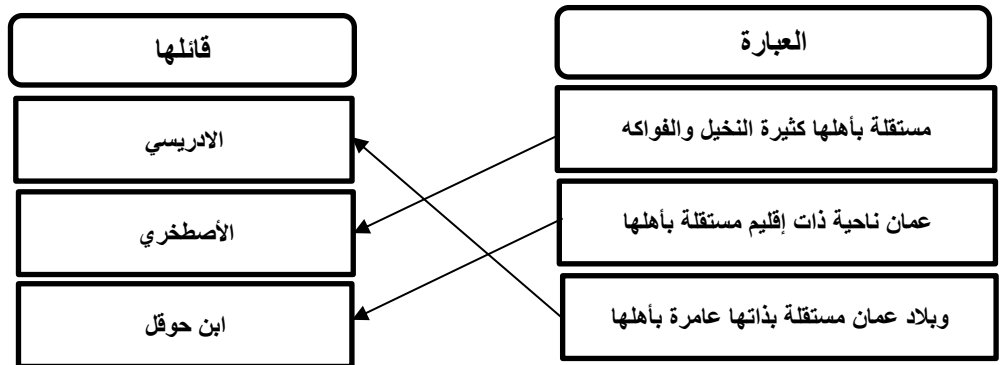 العبارة
قائلها
مستقلة بأهلها كثيرة النخيل والفواكه
الادريسي
عمان ناحية ذات إقليم مستقلة بأهلها
الأصطخري
وبلاد عمان مستقلة بذاتها عامرة بأهلها
ابن حوقل